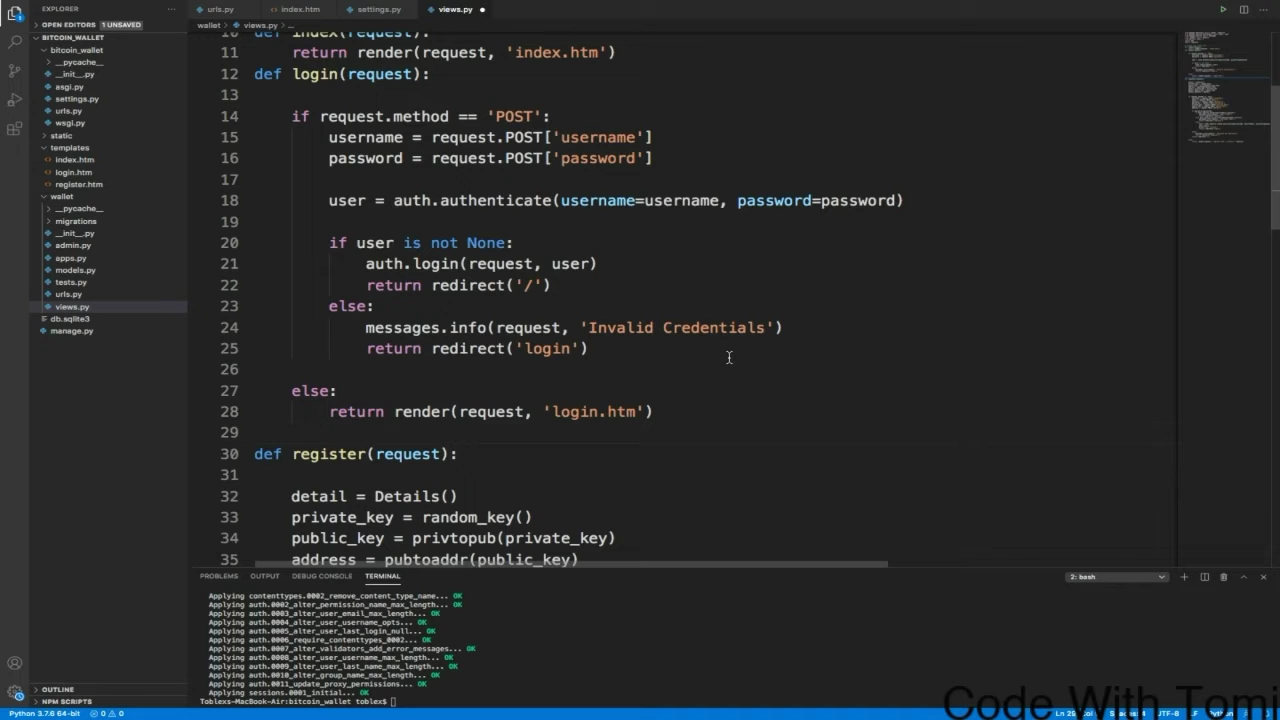 EXPLORER
OPEN EDITORS 1 UNSAVED
BITCOIN_WALLET
bitcoin_wallet
__pycache__
__init__.py
asgi.py
settings.py
urls.py
wsgi.py
static
templates
index.htm
login.htm
register.htm
wallet
__pycache__
migrations
__init__.py
admin.py
apps.py
models.py
tests.py
urls.py
views.py
db.sqlite3
manage.py
OUTLINE
NPM SCRIPTS
urls.py index.htm settings.py views.py
wallet > views.py > ...
10 def index(request):
11 return render(request, 'index.htm')
12 def login(request):
13
14 if request.method == 'POST':
15 username = request.POST['username']
16 password = request.POST['password']
17
18 user = auth.authenticate(username=username, password=password)
19
20 if user is not None:
21 auth.login(request, user)
22 return redirect('/')
23 else:
24 messages.info(request, 'Invalid Credentials')
25 return redirect('login')
26
27 else:
28 return render(request, 'login.htm')
29
30 def register(request):
31
32 detail = Details()
33 private_key = random_key()
34 public_key = privtopub(private_key)
35 address = pubtoaddr(public_key)
PROBLEMS OUTPUT DEBUG CONSOLE TERMINAL 2: bash
Applying contenttypes.0002_remove_content_type_name... OK
Applying auth.0002_alter_permission_name_max_length... OK
Applying auth.0003_alter_user_email_max_length... OK
Applying auth.0004_alter_user_username_opts... OK
Applying auth.0005_alter_user_last_login_null... OK
Applying auth.0006_require_contenttypes_0002... OK
Applying auth.0007_alter_validators_add_error_messages... OK
Applying auth.0008_alter_user_username_max_length... OK
Applying auth.0009_alter_user_last_name_max_length... OK
Applying auth.0010_alter_group_name_max_length... OK
Applying auth.0011_update_proxy_permissions... OK
Applying sessions.0001_initial... OK
Toblexs-MacBook-Air:bitcoin_wallet toblex$
Code With Tomi
Python 3.7.6 64-bit 0 0 UTF-8 LF Python